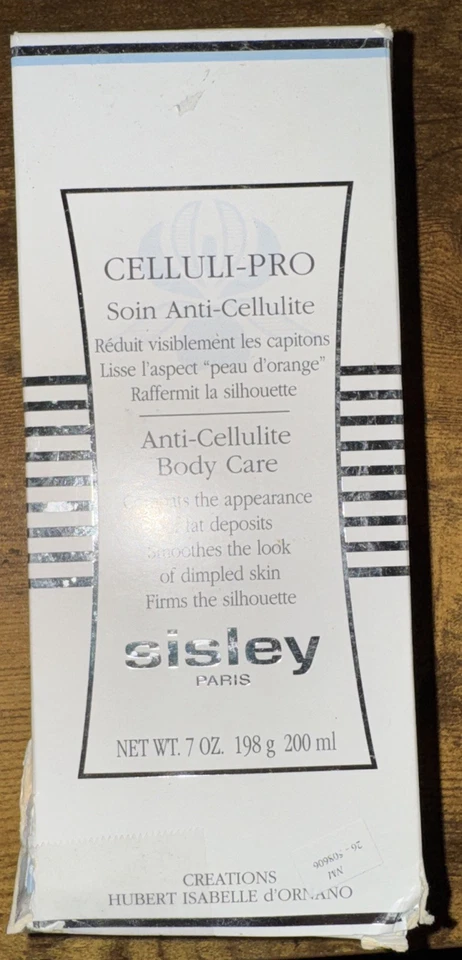 CELLULI-PRO
Soin Anti-Cellulite
Réduit visiblement les capitons
Lisse l'aspect "peau d'orange"
Raffermit la silhouette
Anti-Cellulite
Body Care
the appearance
fat deposits
Smoothes the look
of dimpled skin
Firms the silhouette
sisley
PARIS
NET WT. 7 OZ. 198 g 200 ml
CREATIONS
HUBERT ISABELLE d'ORNANO
NM